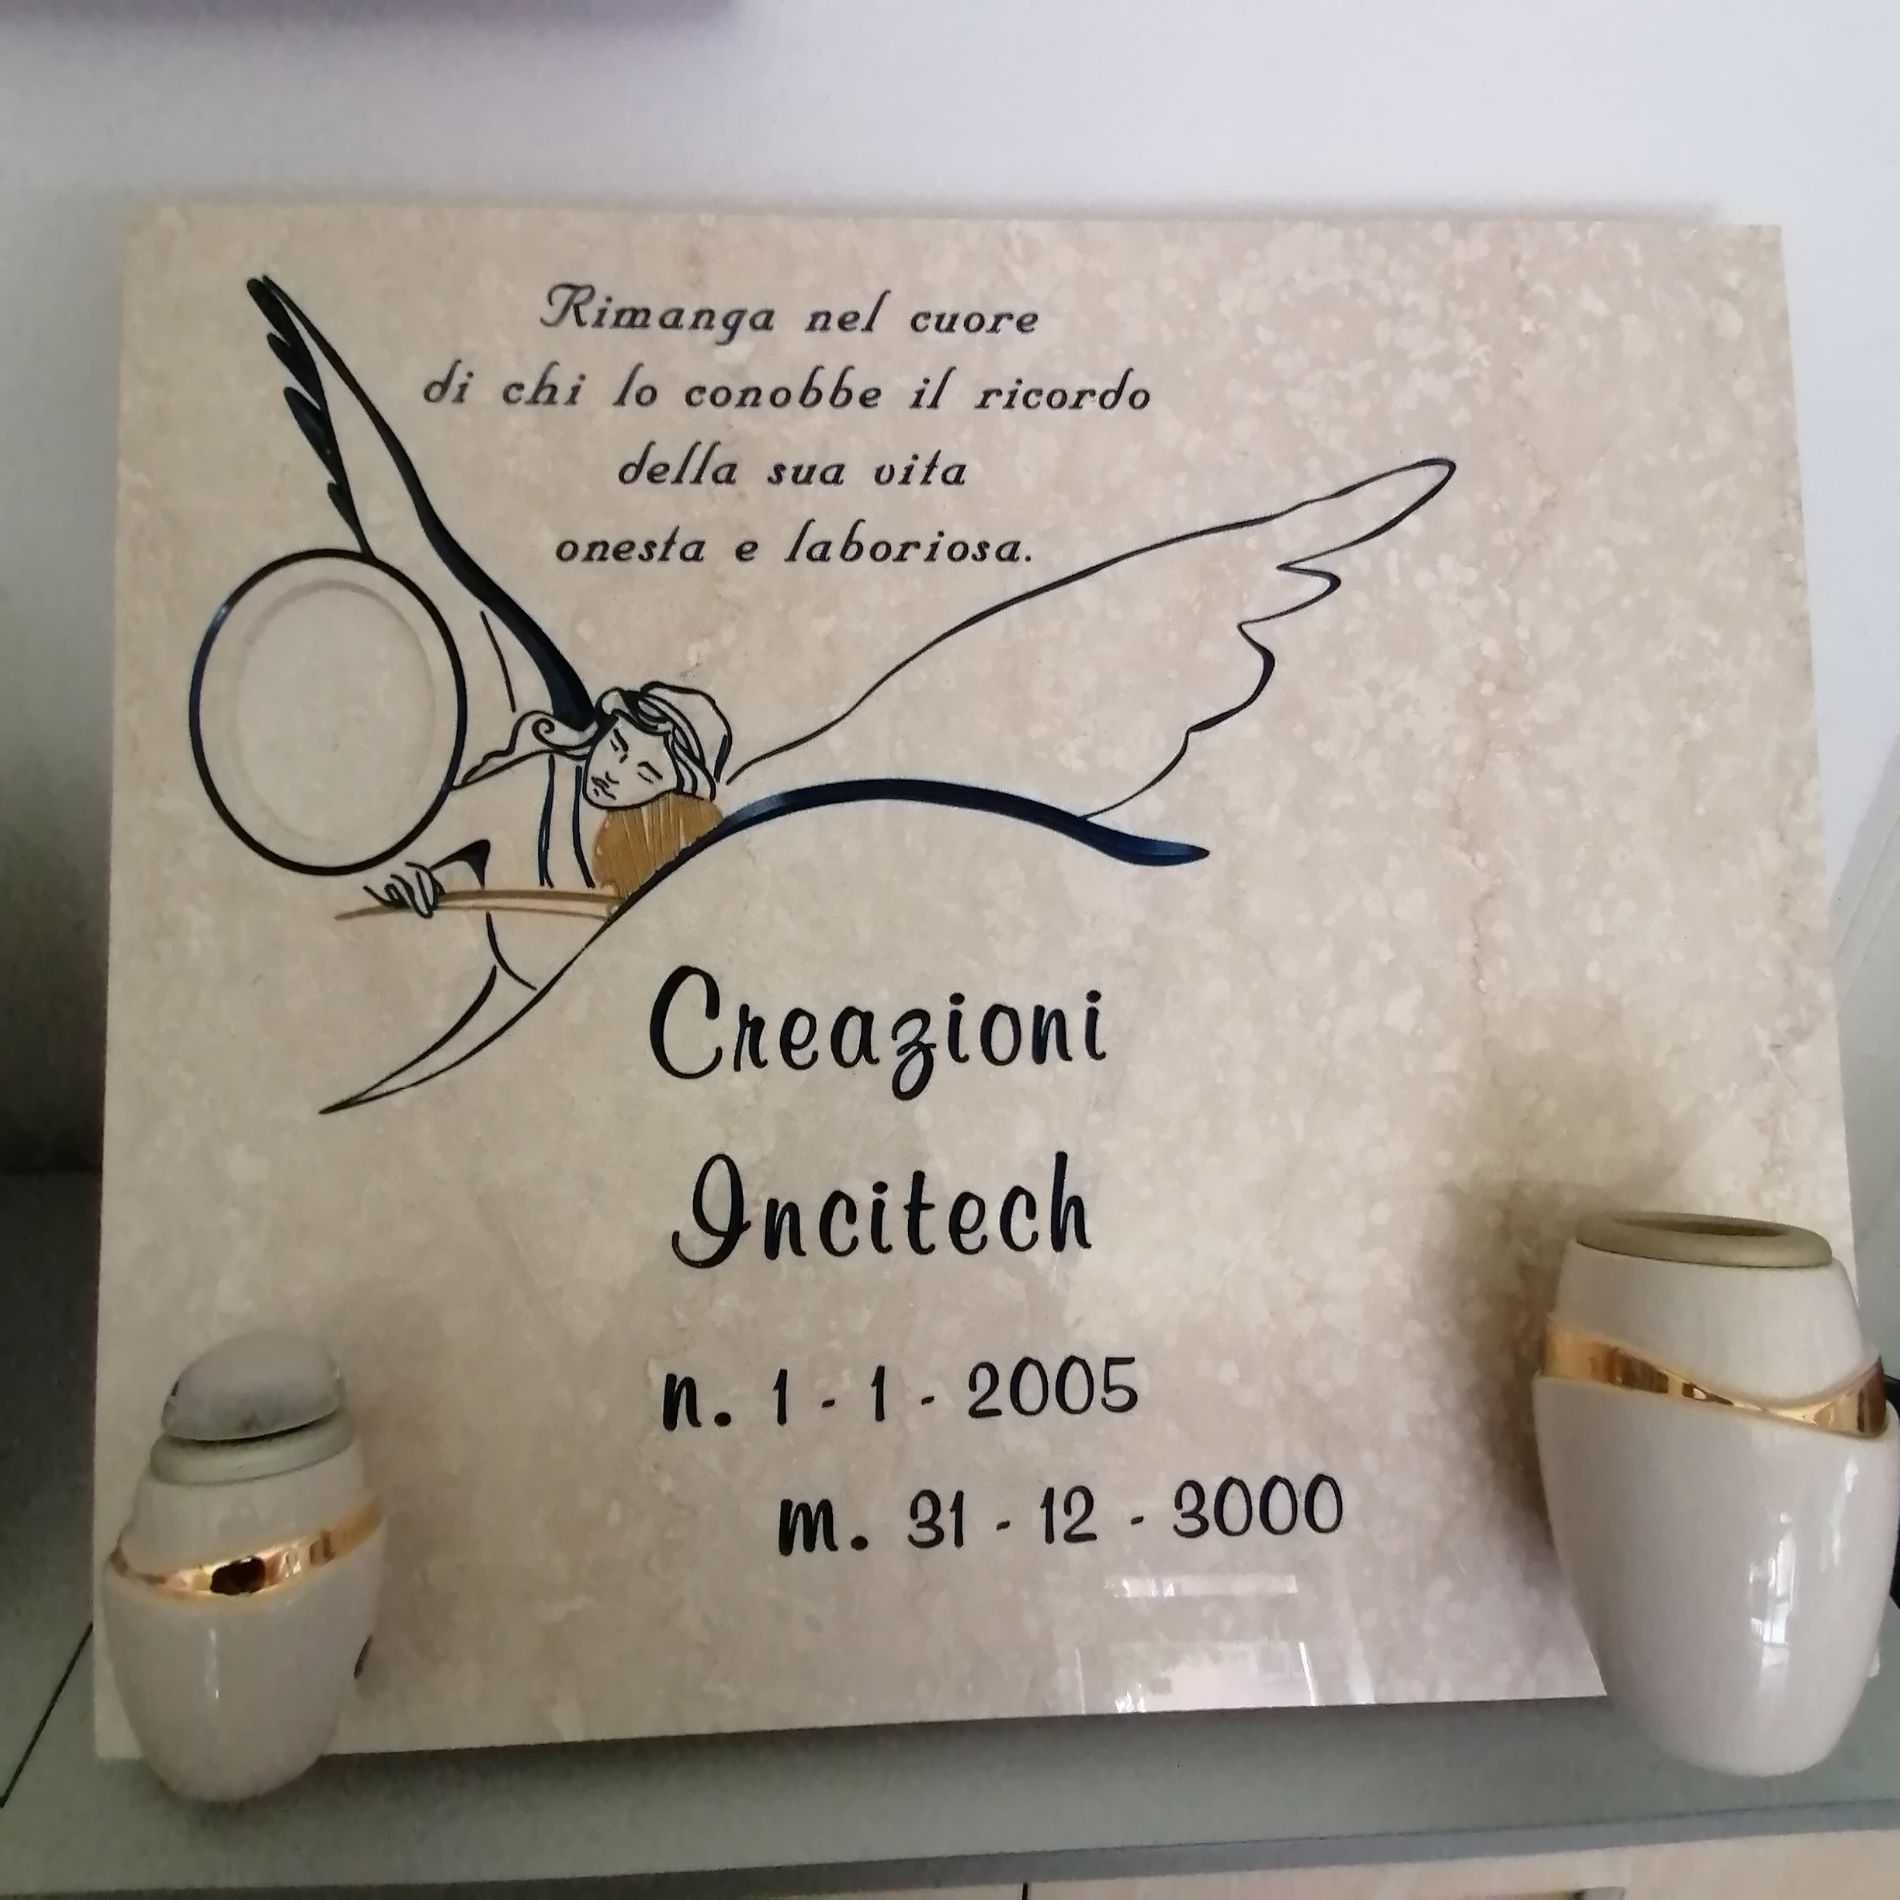 Rimanga nel cuore
di chi lo conobbe il ricordo
della sua vita
onesta e laboriosa.
Creazioni
Incitech
n. 1 - 1 - 2005
m. 31 - 12 - 3000